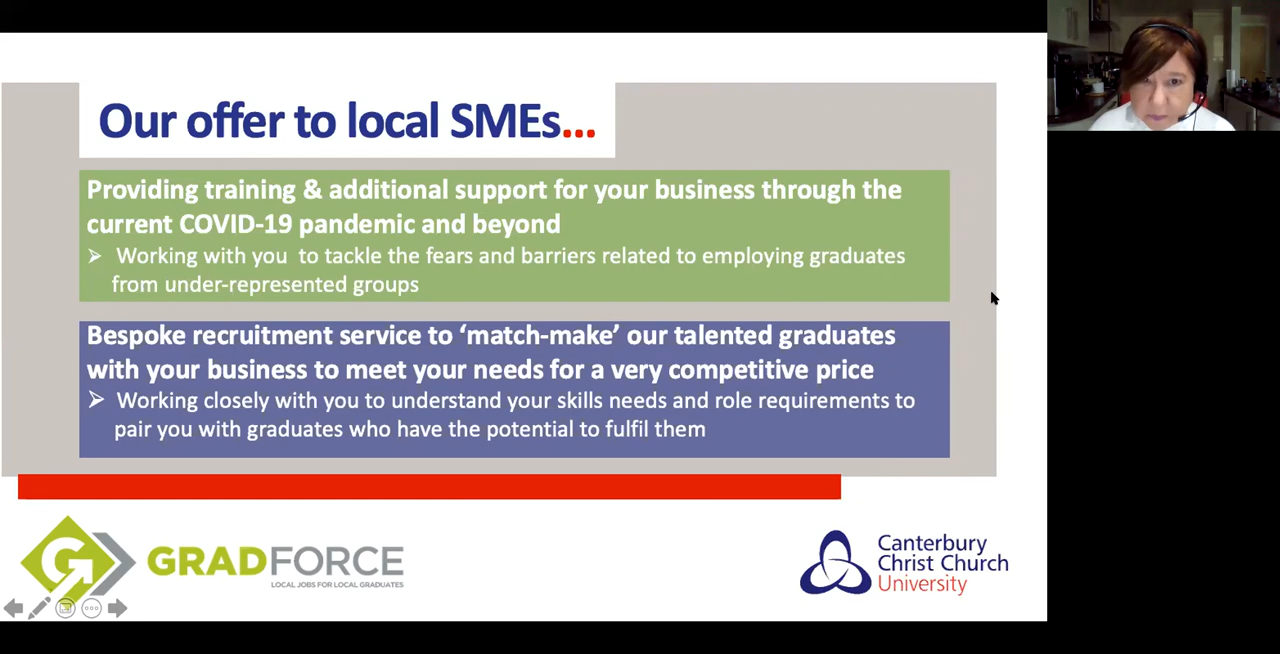 Our offer to local SMEs...
Providing training & additional support for your business through the
current COVID-19 pandemic and beyond
➢ Working with you to tackle the fears and barriers related to employing graduates
from under-represented groups
Bespoke recruitment service to ‘match-make’ our talented graduates
with your business to meet your needs for a very competitive price
➢ Working closely with you to understand your skills needs and role requirements to
pair you with graduates who have the potential to fulfil them
G
GRADFORCE
LOCAL JOBS FOR LOCAL GRADUATES
Canterbury
Christ Church
University